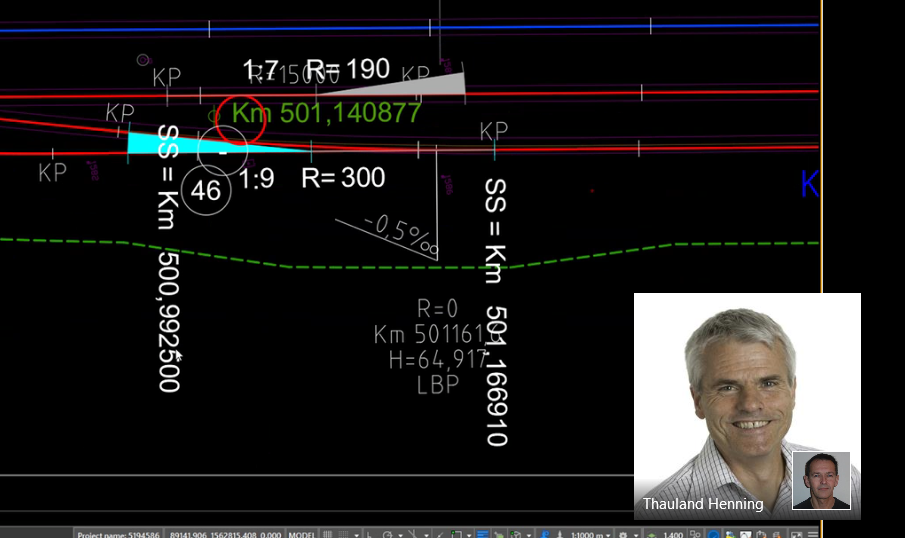 1:7 R= 190
R=15000
KP
KP
KP
Km 501,140877
KP
KP
46
1:9 R= 300
-0,5‰
SS = Km 500,992500
SS = Km 501,166910
R=0
H=64,917
LBP
K
Thauland Henning
Project name: 5194586
89141.906, 1562815.408, 0.000
MODEL
1:1000 m
1.400